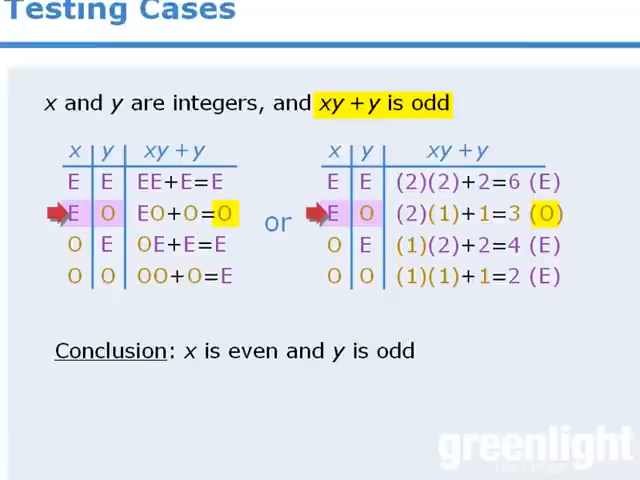 Testing Cases
x and y are integers, and xy + y is odd
x y xy + y
E E EE+E=E
E O EO+O=O
O E OE+E=E
O O OO+O=E
or
x y xy + y
E E (2)(2)+2=6 (E)
E O (2)(1)+1=3 (O)
O E (1)(2)+2=4 (E)
O O (1)(1)+1=2 (E)
Conclusion: x is even and y is odd
greenlight